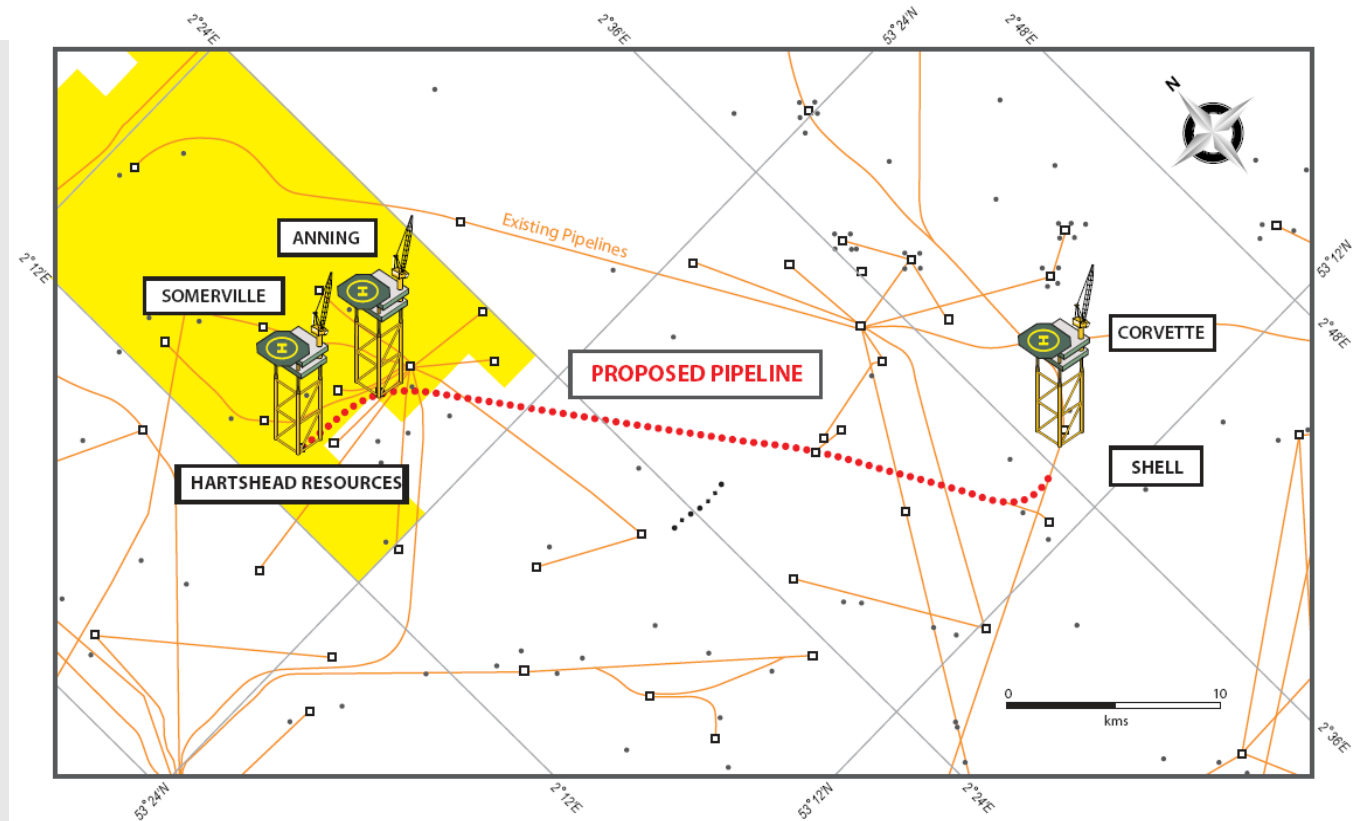 2°24'E
2°36'E
53°24'N
2°48'E
N
ANNING
Existing Pipelines
53°12'N
2°12'E
SOMERVILLE
H
H
H
CORVETTE
2°48'E
PROPOSED PIPELINE
SHELL
HARTSHEAD RESOURCES
0 10
kms
2°36'E
53°24'N
2°12'E
53°12'N
2°24'E